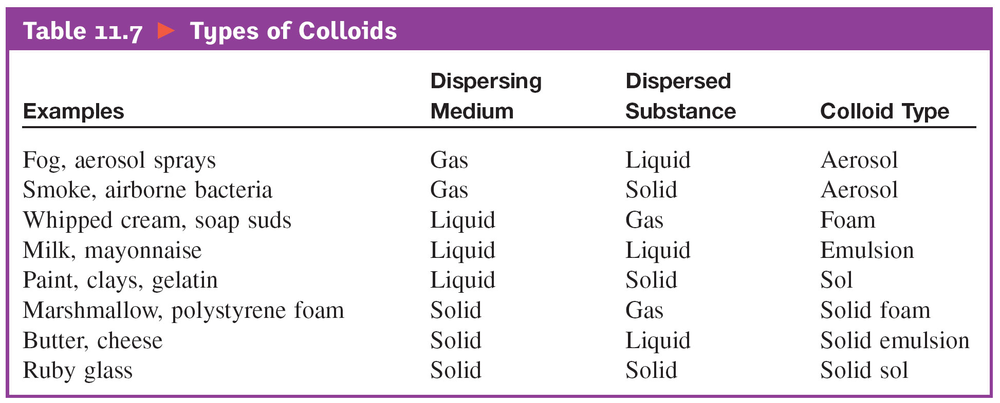 Table 11.7 ▶ Types of Colloids
Dispersing Dispersed
Examples Medium Substance Colloid Type
Fog, aerosol sprays Gas Liquid Aerosol
Smoke, airborne bacteria Gas Solid Aerosol
Whipped cream, soap suds Liquid Gas Foam
Milk, mayonnaise Liquid Liquid Emulsion
Paint, clays, gelatin Liquid Solid Sol
Marshmallow, polystyrene foam Solid Gas Solid foam
Butter, cheese Solid Liquid Solid emulsion
Ruby glass Solid Solid Solid sol